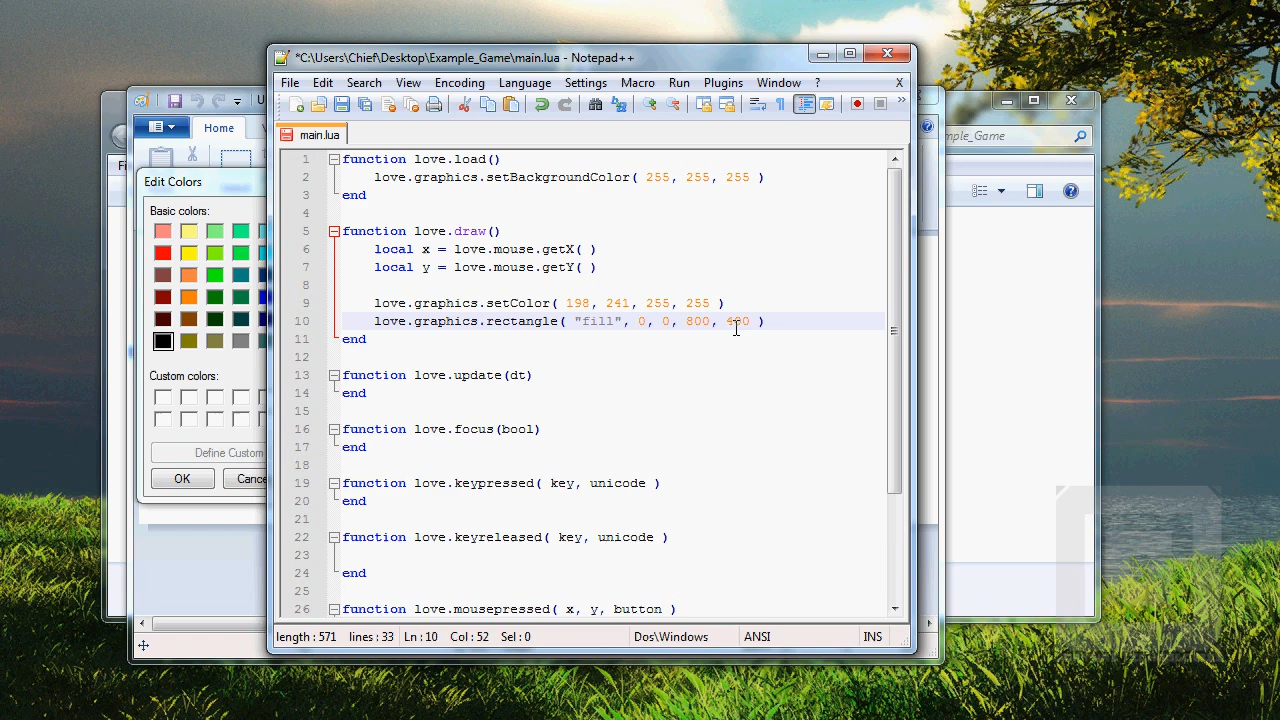 *C:\Users\Chief\Desktop\Example_Game\main.lua - Notepad++
File Edit Search View Encoding Language Settings Macro Run Plugins Window ? X
main.lua
1 function love.load()
2 love.graphics.setBackgroundColor( 255, 255, 255 )
3 end
4
5 function love.draw()
6 local x = love.mouse.getX( )
7 local y = love.mouse.getY( )
8
9 love.graphics.setColor( 198, 241, 255, 255 )
10 love.graphics.rectangle( "fill", 0, 0, 800, 400 )
11 end
12
13 function love.update(dt)
14 end
15
16 function love.focus(bool)
17 end
18
19 function love.keypressed( key, unicode )
20 end
21
22 function love.keyreleased( key, unicode )
23
24 end
25
26 function love.mousepressed( x, y, button )
length : 571 lines : 33 Ln : 10 Col : 52 Sel : 0 Dos\Windows ANSI INS
Home
Edit Colors
Basic colors:
Custom colors:
Define Custom
OK
mple_Game